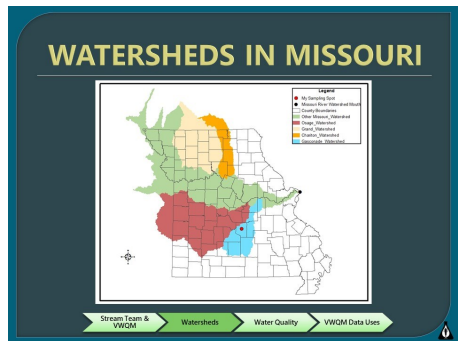 WATERSHEDS IN MISSOURI
Legend
My Sampling Spot
Missouri River Watershed Mouth
County Boundaries
Other Missouri_Watershed
Osage_Watershed
Grand_Watershed
Chariton_Watershed
Gasconade_Watershed
Stream Team &
VWQM
Watersheds
Water Quality
VWQM Data Uses